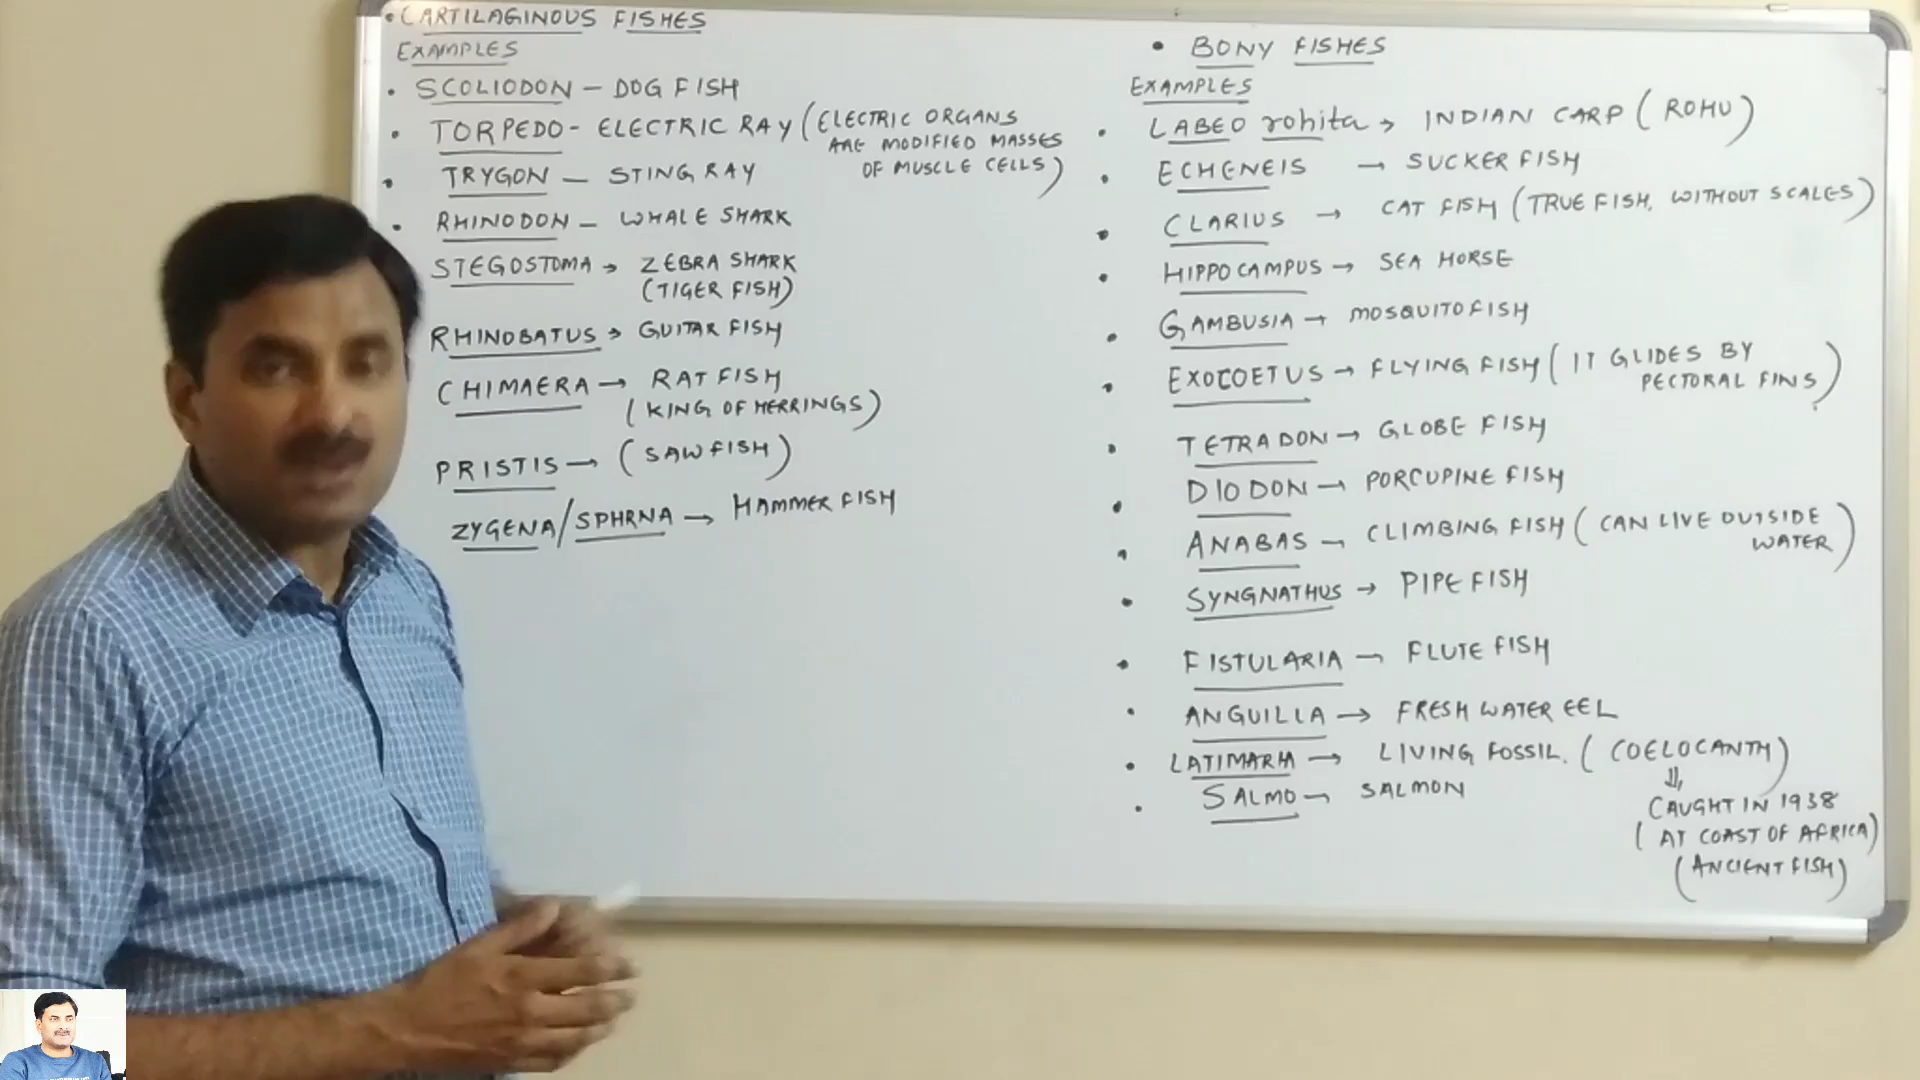 • CARTILAGINOUS FISHES
EXAMPLES
• SCOLIODON – DOG FISH
• TORPEDO - ELECTRIC RAY (ELECTRIC ORGANS
ARE MODIFIED MASSES
OF MUSCLE CELLS)
• TRYGON – STING RAY
• RHINODON – WHALE SHARK
STEGOSTOMA → ZEBRA SHARK
(TIGER FISH)
RHINOBATUS → GUITAR FISH
CHIMAERA → RAT FISH
(KING OF HERRINGS)
PRISTIS → (SAW FISH)
ZYGENA/SPHRNA → HAMMER FISH
• BONY FISHES
EXAMPLES
• LABEO rohita → INDIAN CARP (ROHU)
• ECHENEIS → SUCKER FISH
• CLARIUS → CAT FISH (TRUE FISH, WITHOUT SCALES)
• HIPPOCAMPUS → SEA HORSE
• GAMBUSIA → MOSQUITOFISH
• EXOCOETUS → FLYING FISH (IT GLIDES BY
PECTORAL FINS)
• TETRADON → GLOBE FISH
• DIODON → PORCUPINE FISH
• ANABAS → CLIMBING FISH (CAN LIVE OUTSIDE
WATER)
• SYNGNATHUS → PIPE FISH
• FISTULARIA → FLUTE FISH
• ANGUILLA → FRESH WATER EEL
• LATIMARIA → LIVING FOSSIL. (COELOCANTH)
⇓
• SALMO → SALMON
CAUGHT IN 1938
(AT COAST OF AFRICA)
(ANCIENT FISH)